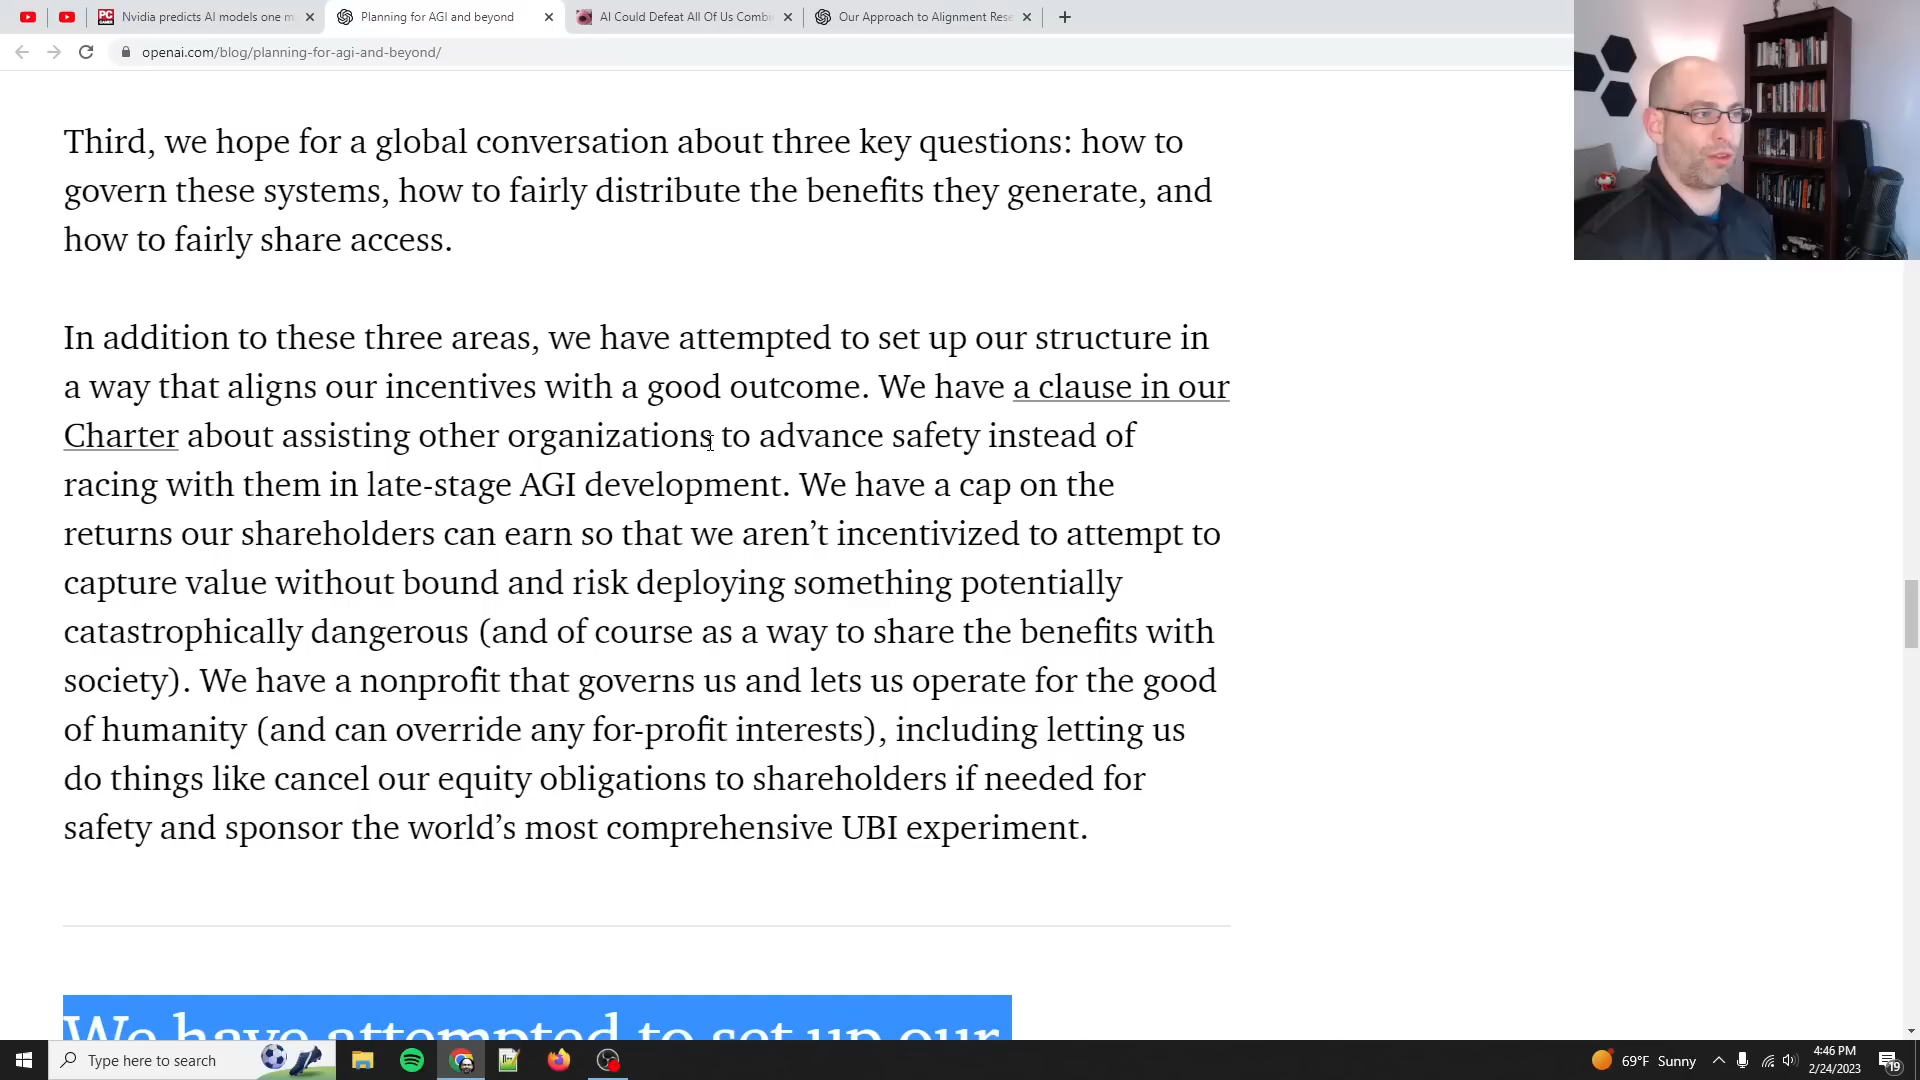 Nvidia predicts AI models one m
Planning for AGI and beyond
AI Could Defeat All Of Us Combi
Our Approach to Alignment Rese
openai.com/blog/planning-for-agi-and-beyond/
Third, we hope for a global conversation about three key questions: how to
govern these systems, how to fairly distribute the benefits they generate, and
how to fairly share access.
In addition to these three areas, we have attempted to set up our structure in
a way that aligns our incentives with a good outcome. We have a clause in our
Charter about assisting other organizations to advance safety instead of
racing with them in late-stage AGI development. We have a cap on the
returns our shareholders can earn so that we aren’t incentivized to attempt to
capture value without bound and risk deploying something potentially
catastrophically dangerous (and of course as a way to share the benefits with
society). We have a nonprofit that governs us and lets us operate for the good
of humanity (and can override any for-profit interests), including letting us
do things like cancel our equity obligations to shareholders if needed for
safety and sponsor the world’s most comprehensive UBI experiment.
We have attempted to set up our
Type here to search
69°F Sunny
4:46 PM
2/24/2023
19